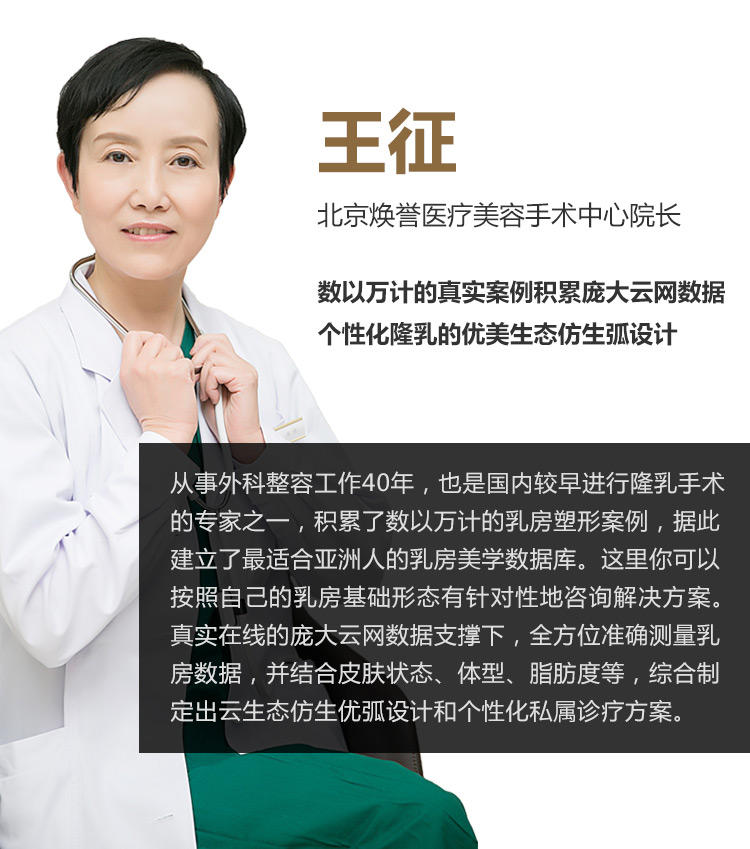 王征
北京焕誉医疗美容手术中心院长
数以万计的真实案例积累庞大云网数据
个性化隆乳的优美生态仿生弧设计
从事外科整容工作40年，也是国内较早进行隆乳手术
的专家之一，积累了数以万计的乳房塑形案例，据此
建立了最适合亚洲人的乳房美学数据库。这里你可以
按照自己的乳房基础形态有针对性地咨询解决方案。
真实在线的庞大云网数据支撑下，全方位准确测量乳
房数据，并结合皮肤状态、体型、脂肪度等，综合制
定出云生态仿生优弧设计和个性化私属诊疗方案。